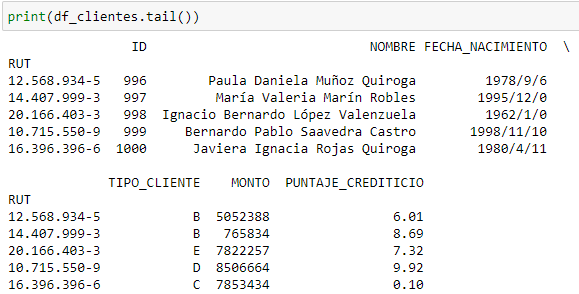 print(df_clientes.tail())
ID NOMBRE FECHA_NACIMIENTO \
RUT
12.568.934-5 996 Paula Daniela Muñoz Quiroga 1978/9/6
14.407.999-3 997 María Valeria Marín Robles 1995/12/0
20.166.403-3 998 Ignacio Bernardo López Valenzuela 1962/1/0
10.715.550-9 999 Bernardo Pablo Saavedra Castro 1998/11/10
16.396.396-6 1000 Javiera Ignacia Rojas Quiroga 1980/4/11
TIPO_CLIENTE MONTO PUNTAJE_CREDITICIO
RUT
12.568.934-5 B 5052388 6.01
14.407.999-3 B 765834 8.69
20.166.403-3 E 7822257 7.32
10.715.550-9 D 8506664 9.92
16.396.396-6 C 7853434 0.10